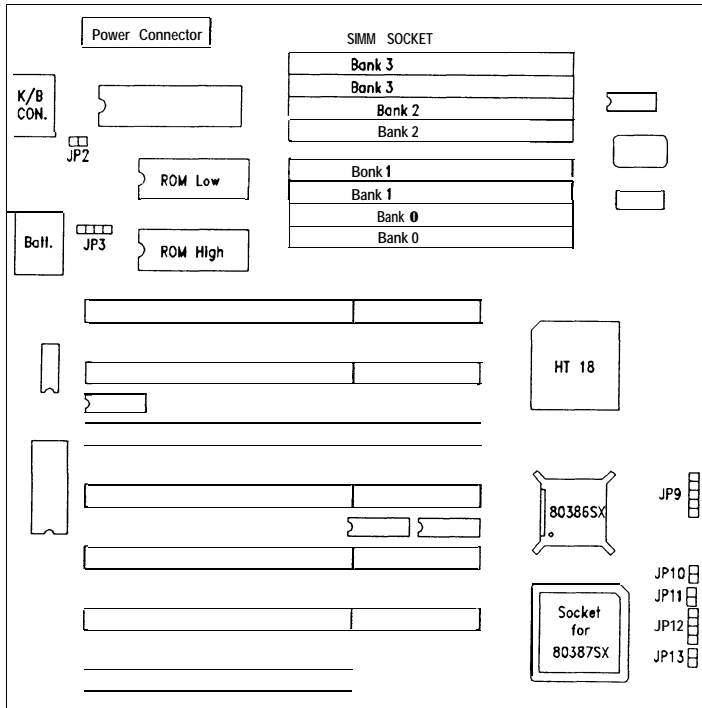 Power Connector
SIMM SOCKET
Bank 3
Bank 3
Bank 2
Bank 2
K/B
CON.
JP2
ROM Low
Bonk 1
Bank 1
Bank 0
Bank 0
Batt.
JP3
ROM High
HT 18
80386SX
JP9
JP10
JP11
JP12
JP13
Socket
for
80387SX